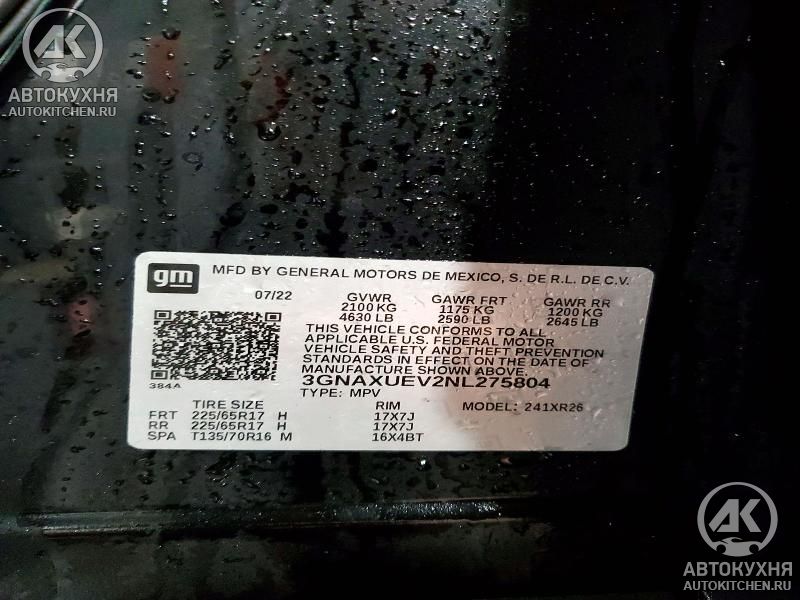 АК
АВТОКУХНЯ
AUTOKITCHEN.RU
gm MFD BY GENERAL MOTORS DE MEXICO, S. DE R.L. DE C.V.
07/22 GVWR GAWR FRT GAWR RR
2100 KG 1175 KG 1200 KG
4630 LB 2590 LB 2645 LB
THIS VEHICLE CONFORMS TO ALL
APPLICABLE U.S. FEDERAL MOTOR
VEHICLE SAFETY AND THEFT PREVENTION
STANDARDS IN EFFECT ON THE DATE OF
MANUFACTURE SHOWN ABOVE.
384A 3GNAXUEV2NL275804
TYPE: MPV MODEL: 241XR26
TIRE SIZE RIM
FRT 225/65R17 H 17X7J
RR 225/65R17 H 17X7J
SPA T135/70R16 M 16X4BT
АК
АВТОКУХНЯ
AUTOKITCHEN.RU